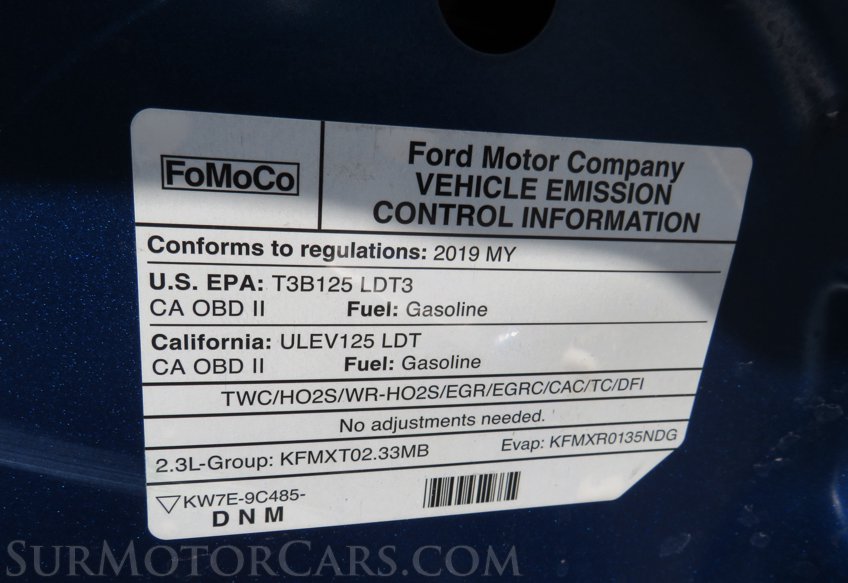 FoMoCo
Ford Motor Company
VEHICLE EMISSION
CONTROL INFORMATION
Conforms to regulations: 2019 MY
U.S. EPA: T3B125 LDT3
CA OBD II Fuel: Gasoline
California: ULEV125 LDT
CA OBD II Fuel: Gasoline
TWC/HO2S/WR-HO2S/EGR/EGRC/CAC/TC/DFI
No adjustments needed.
2.3L-Group: KFMXT02.33MB Evap: KFMXR0135NDG
KW7E-9C485-
DNM
SurMotorCars.com